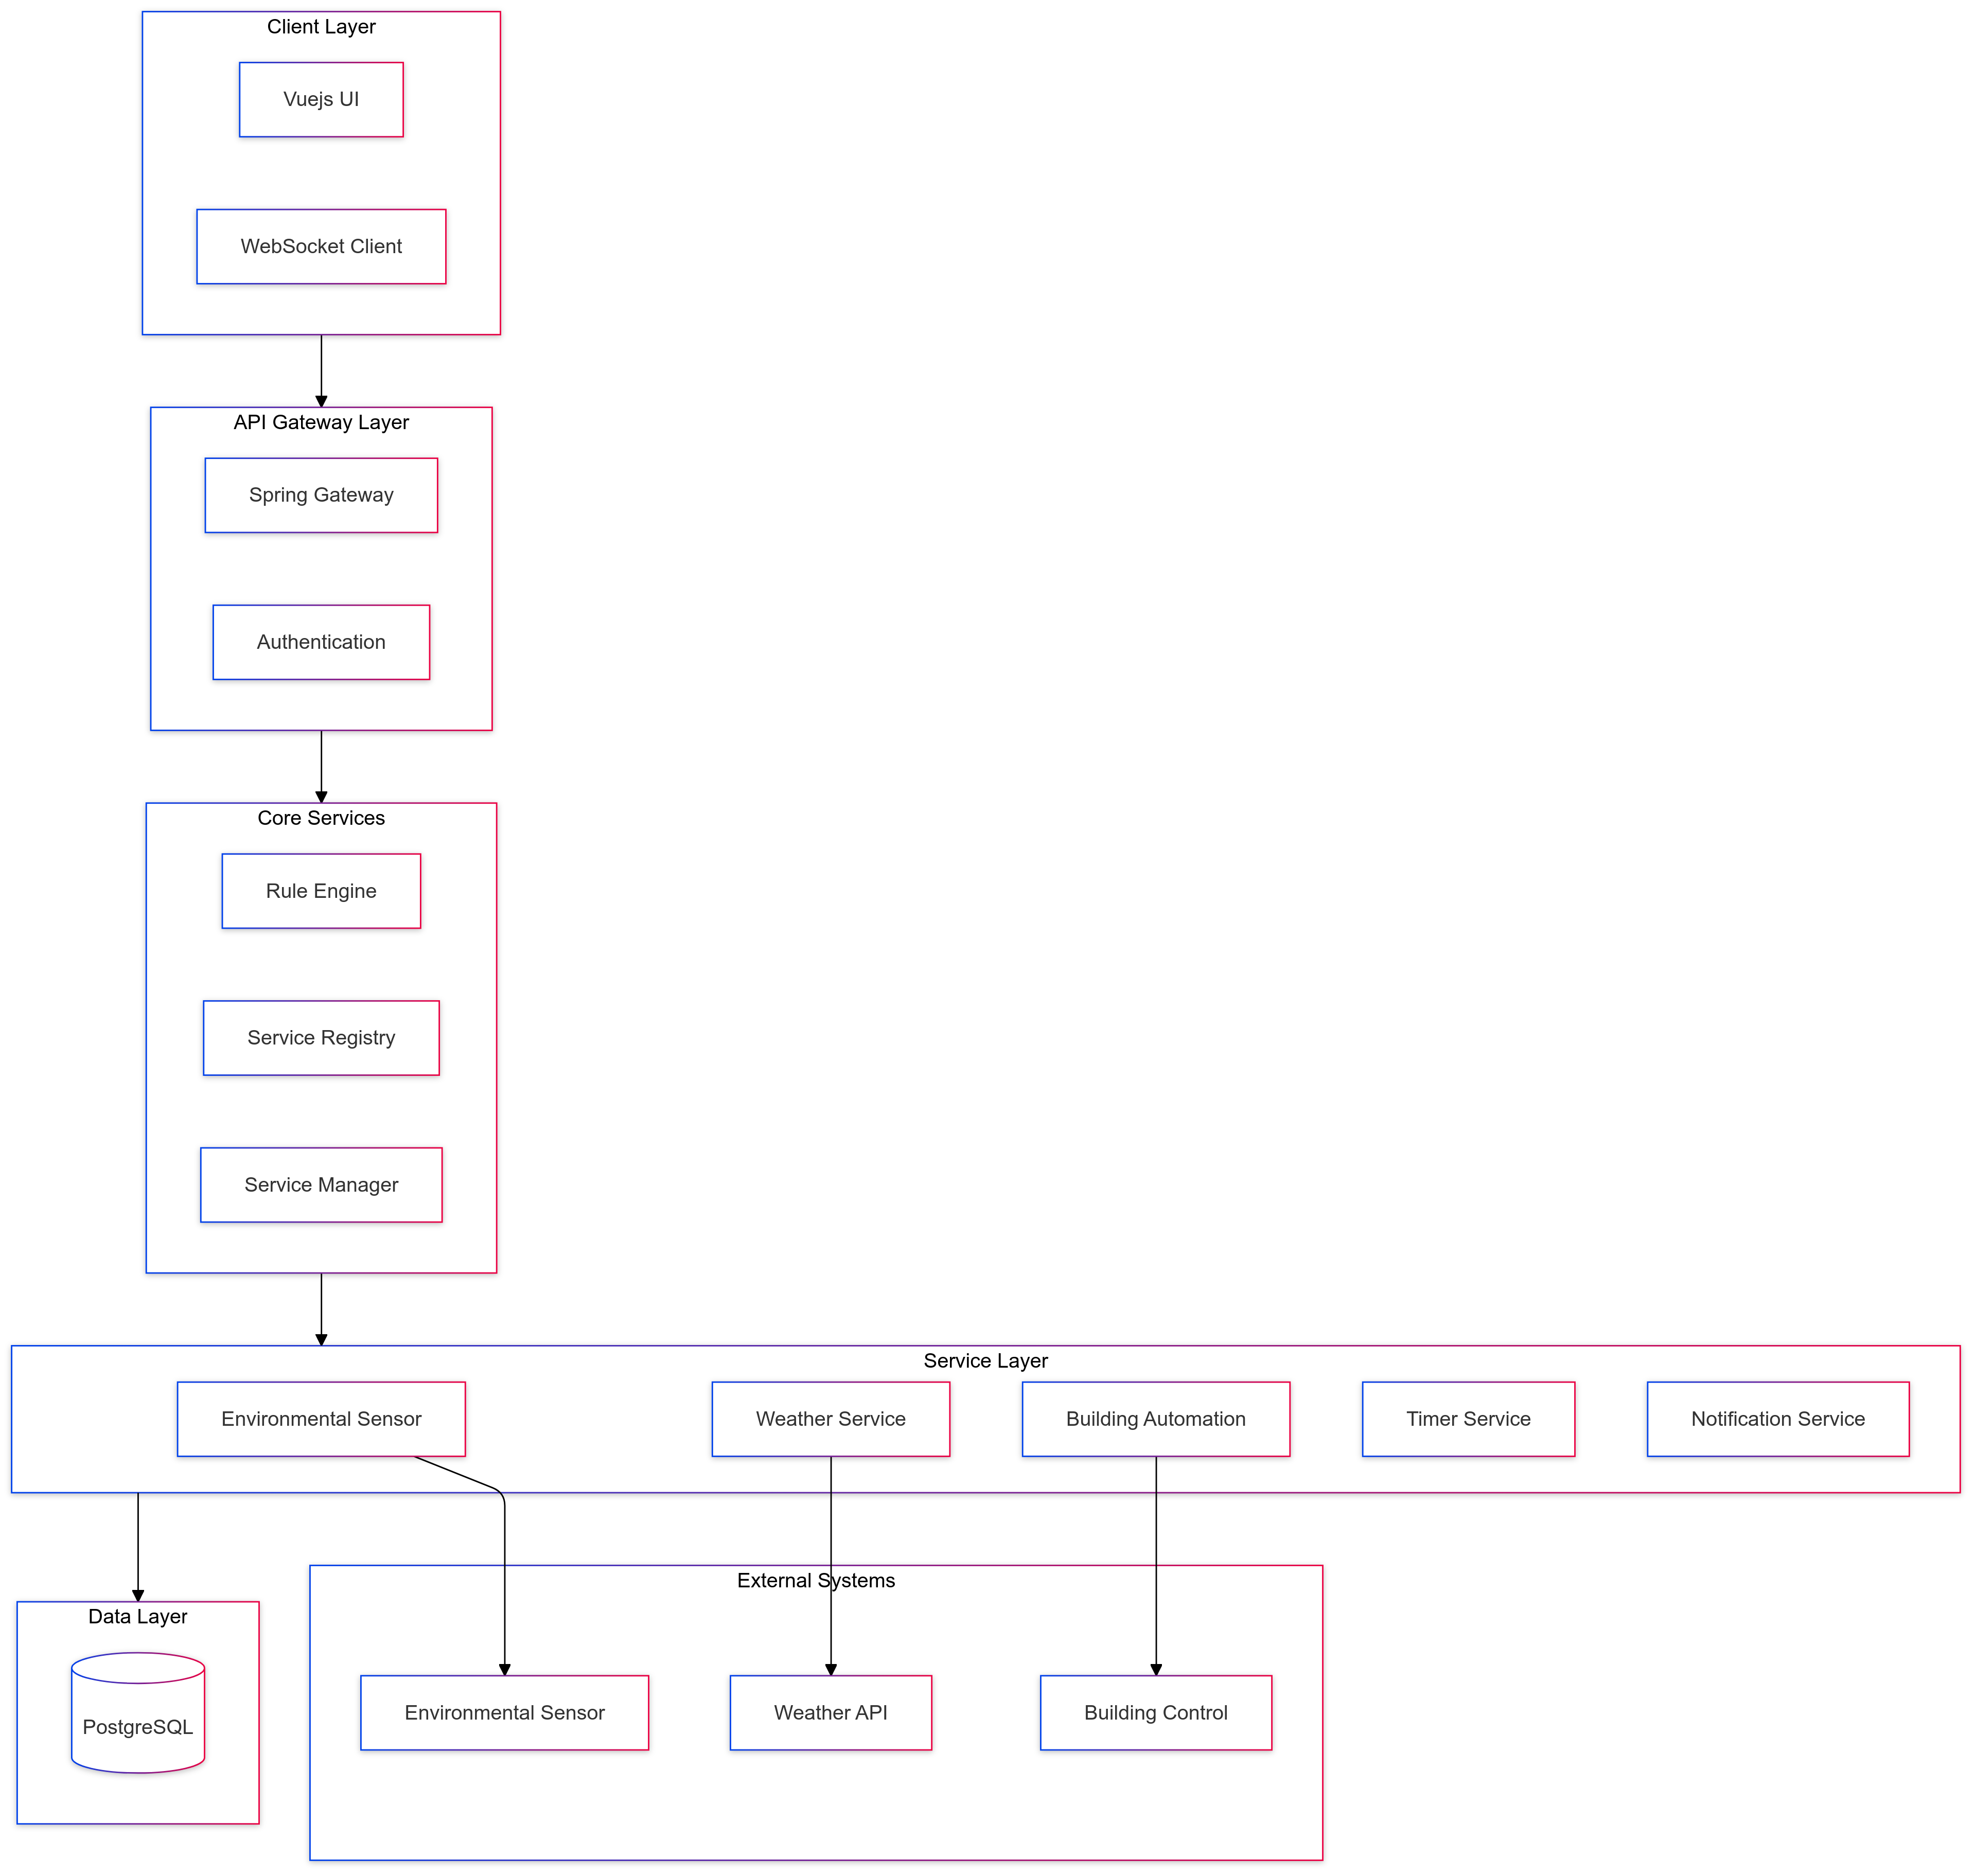 Client Layer
Vuejs UI
WebSocket Client
API Gateway Layer
Spring Gateway
Authentication
Core Services
Rule Engine
Service Registry
Service Manager
Service Layer
Environmental Sensor
Weather Service
Building Automation
Timer Service
Notification Service
Data Layer
PostgreSQL
External Systems
Environmental Sensor
Weather API
Building Control